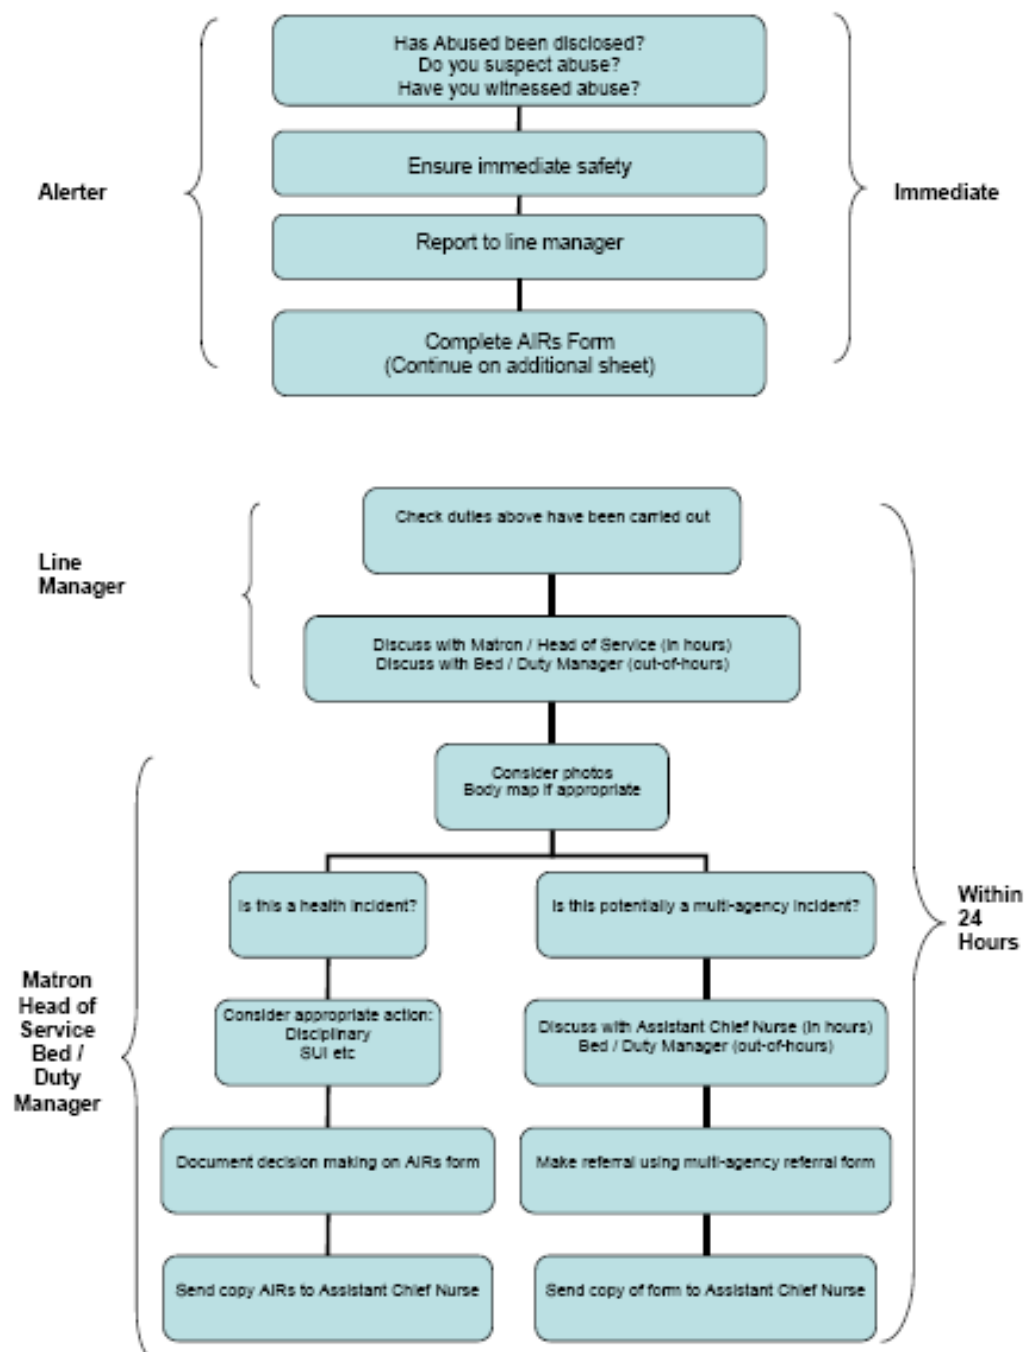 Has Abused been disclosed?
Do you suspect abuse?
Have you witnessed abuse?
Ensure immediate safety
Alerter
Immediate
Report to line manager
Complete AIRs Form
(Continue on additional sheet)
Check duties above have been carried out
Line
Manager
Discuss with Matron / Head of Service (in hours)
Discuss with Bed / Duty Manager (out-of-hours)
Consider photos
Body map if appropriate
Is this a health incident?
Is this potentially a multi-agency incident?
Within
24
Hours
Matron
Head of
Service
Bed /
Duty
Manager
Consider appropriate action:
Disciplinary
SUI etc
Discuss with Assistant Chief Nurse (in hours)
Bed / Duty Manager (out-of-hours)
Document decision making on AIRs form
Make referral using multi-agency referral form
Send copy AIRs to Assistant Chief Nurse
Send copy of form to Assistant Chief Nurse